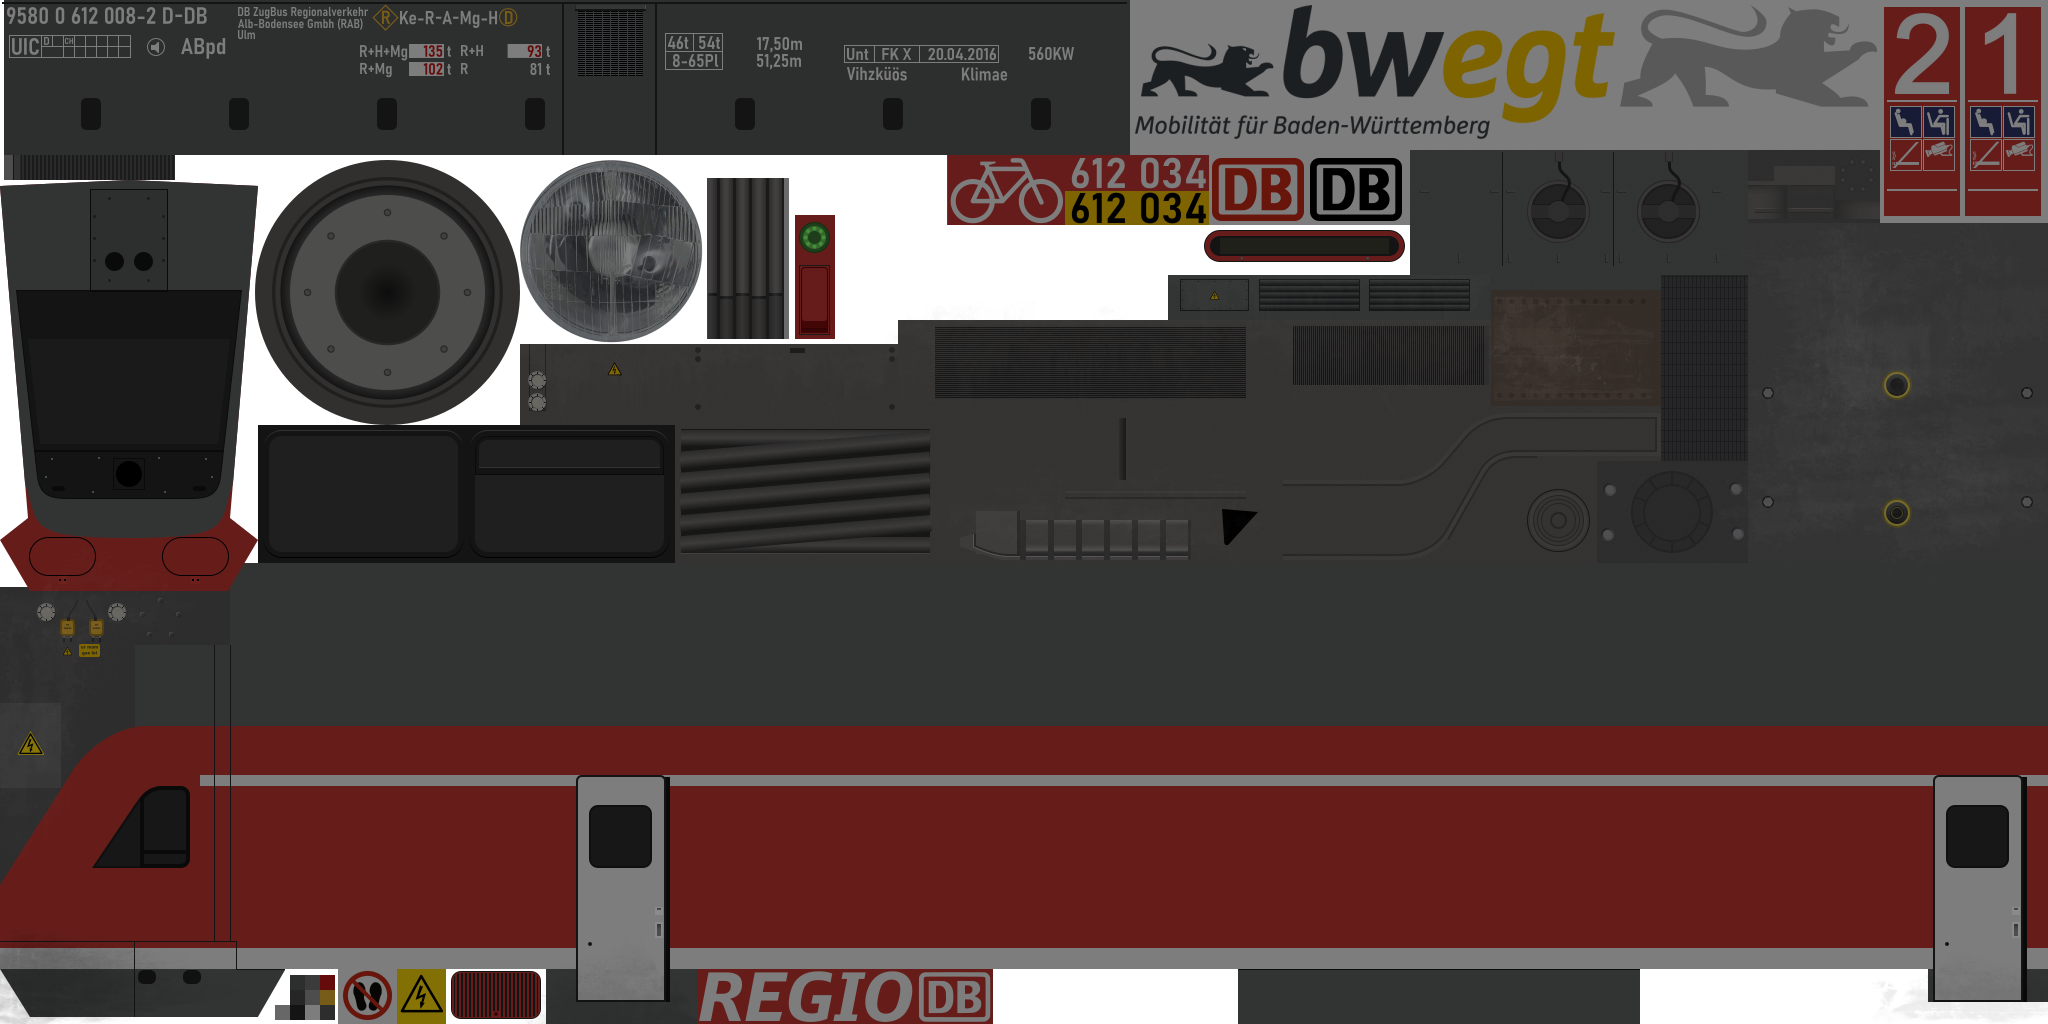 9580 0 612 008-2 D-DB
DB ZugBus Regionalverkehr
Alb-Bodensee Gmbh (RAB)
Ulm
R Ke-R-A-Mg-H D
UIC D CH
ABpd
R+H+Mg 135 t R+H 93 t
R+Mg 102 t R 81 t
46t 54t
8-65Pl
17,50m
51,25m
Unt FK X 20.04.2016
560KW
Vihzküös Klimae
bwegt
Mobilität für Baden-Württemberg
2 1
612 034
612 034
DB DB
REGIO DB